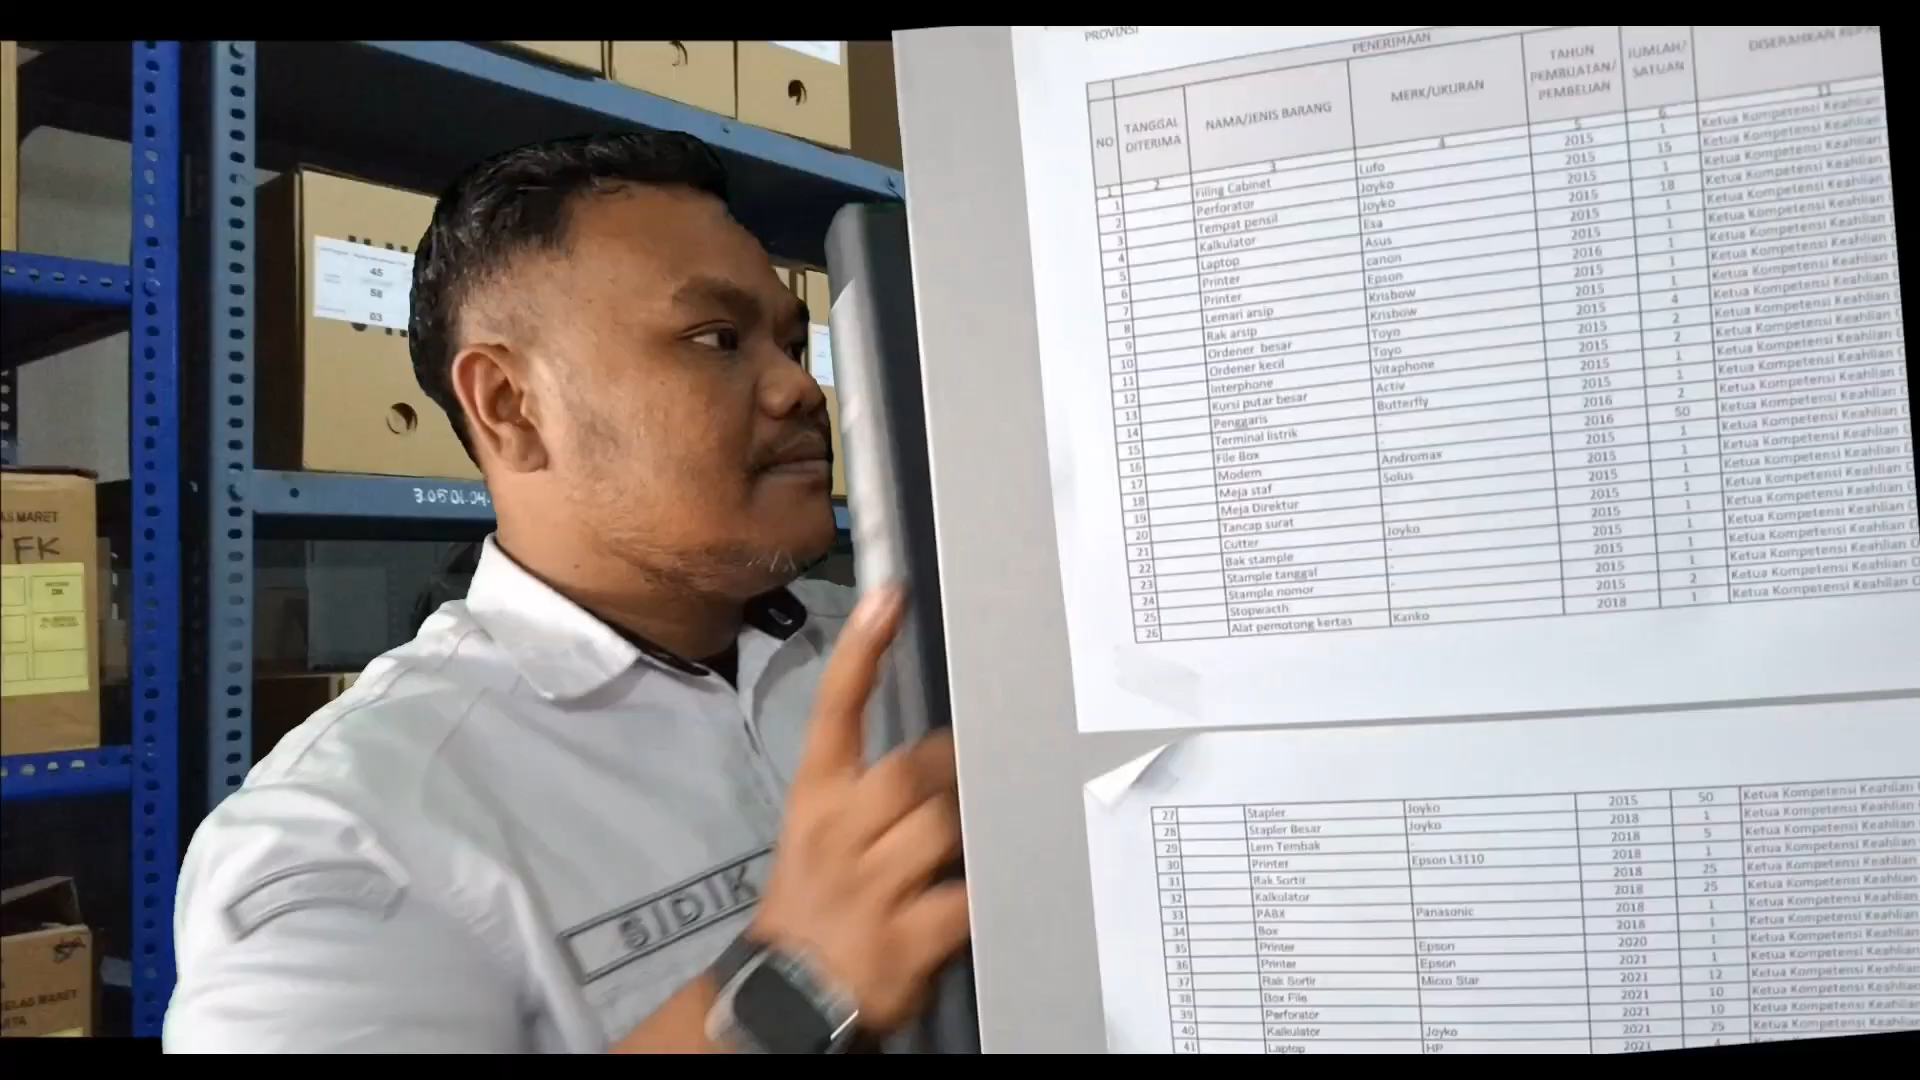 45
58
03
3.05.01.04.
AS MARET
FK
ELAS MARET
SIDIK
PROVINSI
PENERIMAAN
NO TANGGAL DITERIMA NAMA/JENIS BARANG MERK/UKURAN TAHUN PEMBUATAN/ PEMBELIAN JUMLAH/ SATUAN DISERAHKAN
1 2 3 4 5 6 11
1 Filing Cabinet Lufo 2015 1 Ketua Kompetensi Keahlian
2 Perforator Joyko 2015 15 Ketua Kompetensi Keahlian
3 Tempat pensil Joyko 2015 1 Ketua Kompetensi Keahlian
4 Kalkulator Esa 2015 18 Ketua Kompetensi Keahlian
5 Laptop Asus 2015 1 Ketua Kompetensi Keahlian
6 Printer canon 2015 1 Ketua Kompetensi Keahlian
7 Printer Epson 2016 1 Ketua Kompetensi Keahlian
8 Lemari arsip Krisbow 2015 1 Ketua Kompetensi Keahlian
9 Rak arsip Krisbow 2015 1 Ketua Kompetensi Keahlian
10 Ordener besar Toyo 2015 4 Ketua Kompetensi Keahlian
11 Ordener kecil Toyo 2015 2 Ketua Kompetensi Keahlian
12 Interphone Vitaphone 2015 2 Ketua Kompetensi Keahlian
13 Kursi putar besar Activ 2015 1 Ketua Kompetensi Keahlian
14 Penggaris Butterfly 2015 1 Ketua Kompetensi Keahlian
15 Terminal listrik - 2016 2 Ketua Kompetensi Keahlian
16 File Box - 2016 50 Ketua Kompetensi Keahlian
17 Modem Andromax 2015 1 Ketua Kompetensi Keahlian
18 Meja staf Solus 2015 1 Ketua Kompetensi Keahlian
19 Meja Direktur 2015 1 Ketua Kompetensi Keahlian
20 Tancap surat - 2015 1 Ketua Kompetensi Keahlian
21 Cutter Joyko 2015 1 Ketua Kompetensi Keahlian
22 Bak stample - 2015 1 Ketua Kompetensi Keahlian
23 Stample tanggal - 2015 1 Ketua Kompetensi Keahlian
24 Stample nomor - 2015 1 Ketua Kompetensi Keahlian
25 Stopwacth 2015 2 Ketua Kompetensi Keahlian
26 Alat pemotong kertas Kanko 2018 1 Ketua Kompetensi Keahlian
27 Stapler Joyko 2015 50 Ketua Kompetensi Keahlian
28 Stapler Besar Joyko 2018 1 Ketua Kompetensi Keahlian
29 Lem Tembak - 2018 5 Ketua Kompetensi Keahlian
30 Printer Epson L3110 2018 1 Ketua Kompetensi Keahlian
31 Rak Sortir 2018 25 Ketua Kompetensi Keahlian
32 Kalkulator 2018 25 Ketua Kompetensi Keahlian
33 PABX Panasonic 2018 1 Ketua Kompetensi Keahlian
34 Box 2018 1 Ketua Kompetensi Keahlian
35 Printer Epson 2020 1 Ketua Kompetensi Keahlian
36 Printer Epson 2021 1 Ketua Kompetensi Keahlian
37 Rak Sortir Micro Star 2021 12 Ketua Kompetensi Keahlian
38 Box File 2021 10 Ketua Kompetensi Keahlian
39 Perforator 2021 10 Ketua Kompetensi Keahlian
40 Kalkulator Joyko 2021 25 Ketua Kompetensi Keahlian
41 Laptop HP 2021 4